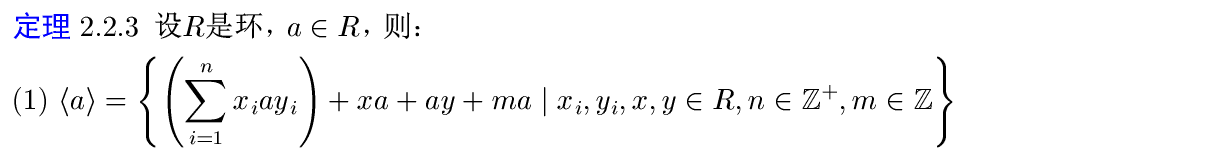 定理 2.2.3 设R是环，a ∈ R，则：
(1) ⟨a⟩ = { ( ∑_{i=1}^{n} x_i a y_i ) + xa + ay + ma | x_i, y_i, x, y ∈ R, n ∈ ℤ⁺, m ∈ ℤ }